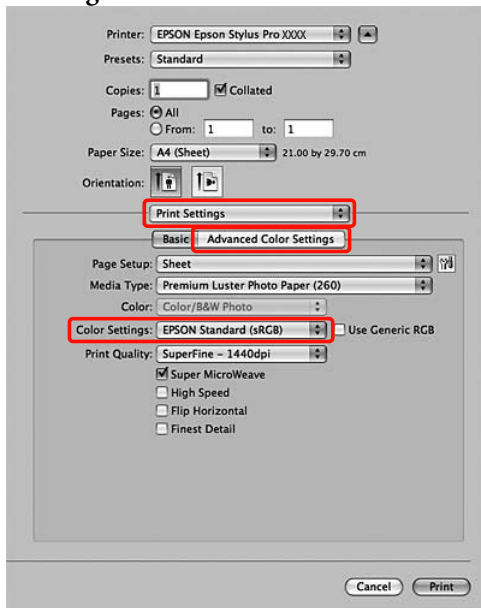 Printer: EPSON Epson Stylus Pro XXXX
Presets: Standard
Copies: 1 Collated
Pages: All
From: 1 to: 1
Paper Size: A4 (Sheet) 21.00 by 29.70 cm
Orientation:
Print Settings
Basic Advanced Color Settings
Page Setup: Sheet
Media Type: Premium Luster Photo Paper (260)
Color: Color/B&W Photo
Color Settings: EPSON Standard (sRGB) Use Generic RGB
Print Quality: SuperFine – 1440dpi
Super MicroWeave
High Speed
Flip Horizontal
Finest Detail
Cancel Print